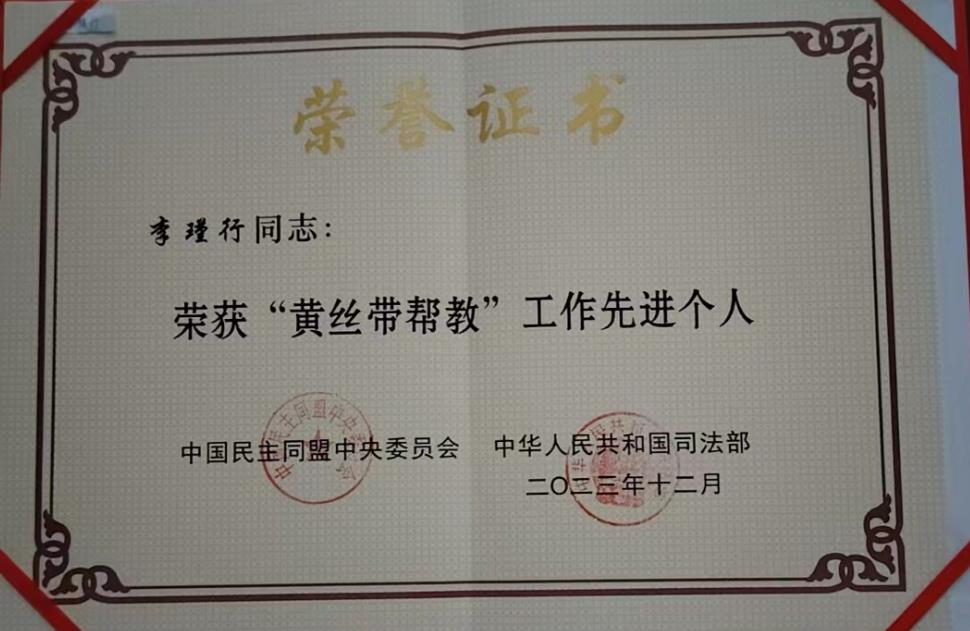 荣誉证书
李瑾行同志：
荣获“黄丝带帮教”工作先进个人
中国民主同盟中央委员会
中华人民共和国司法部
二〇二三年十二月